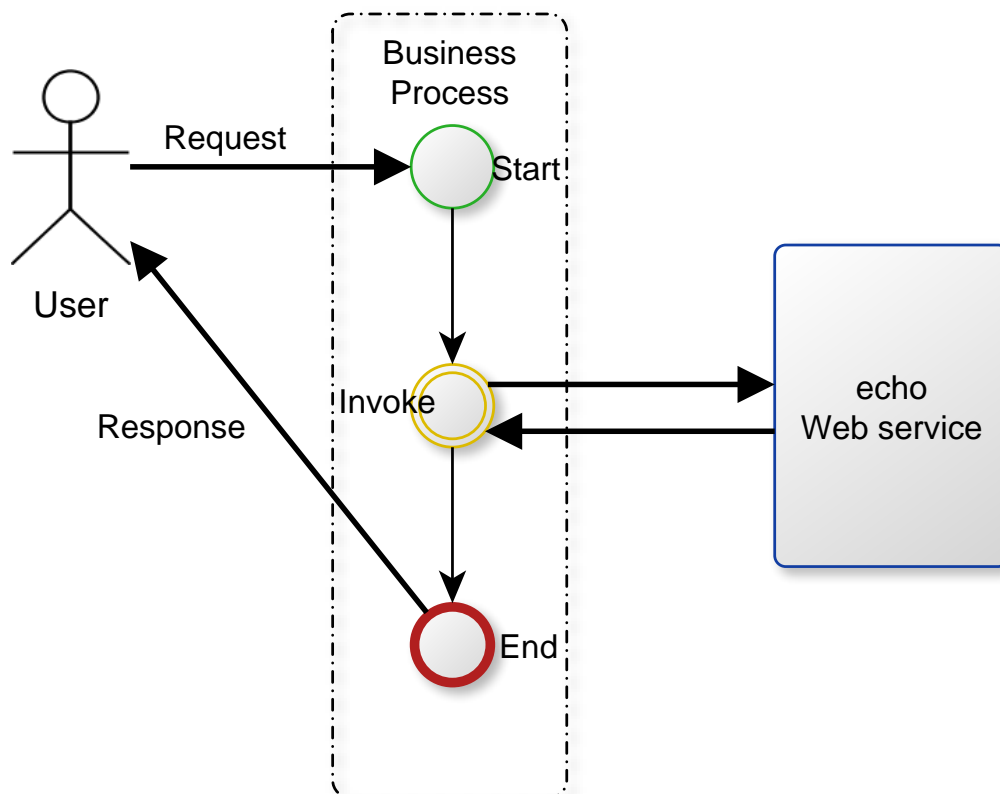 Business
Process
Request
Start
User
Invoke
echo
Web service
Response
End